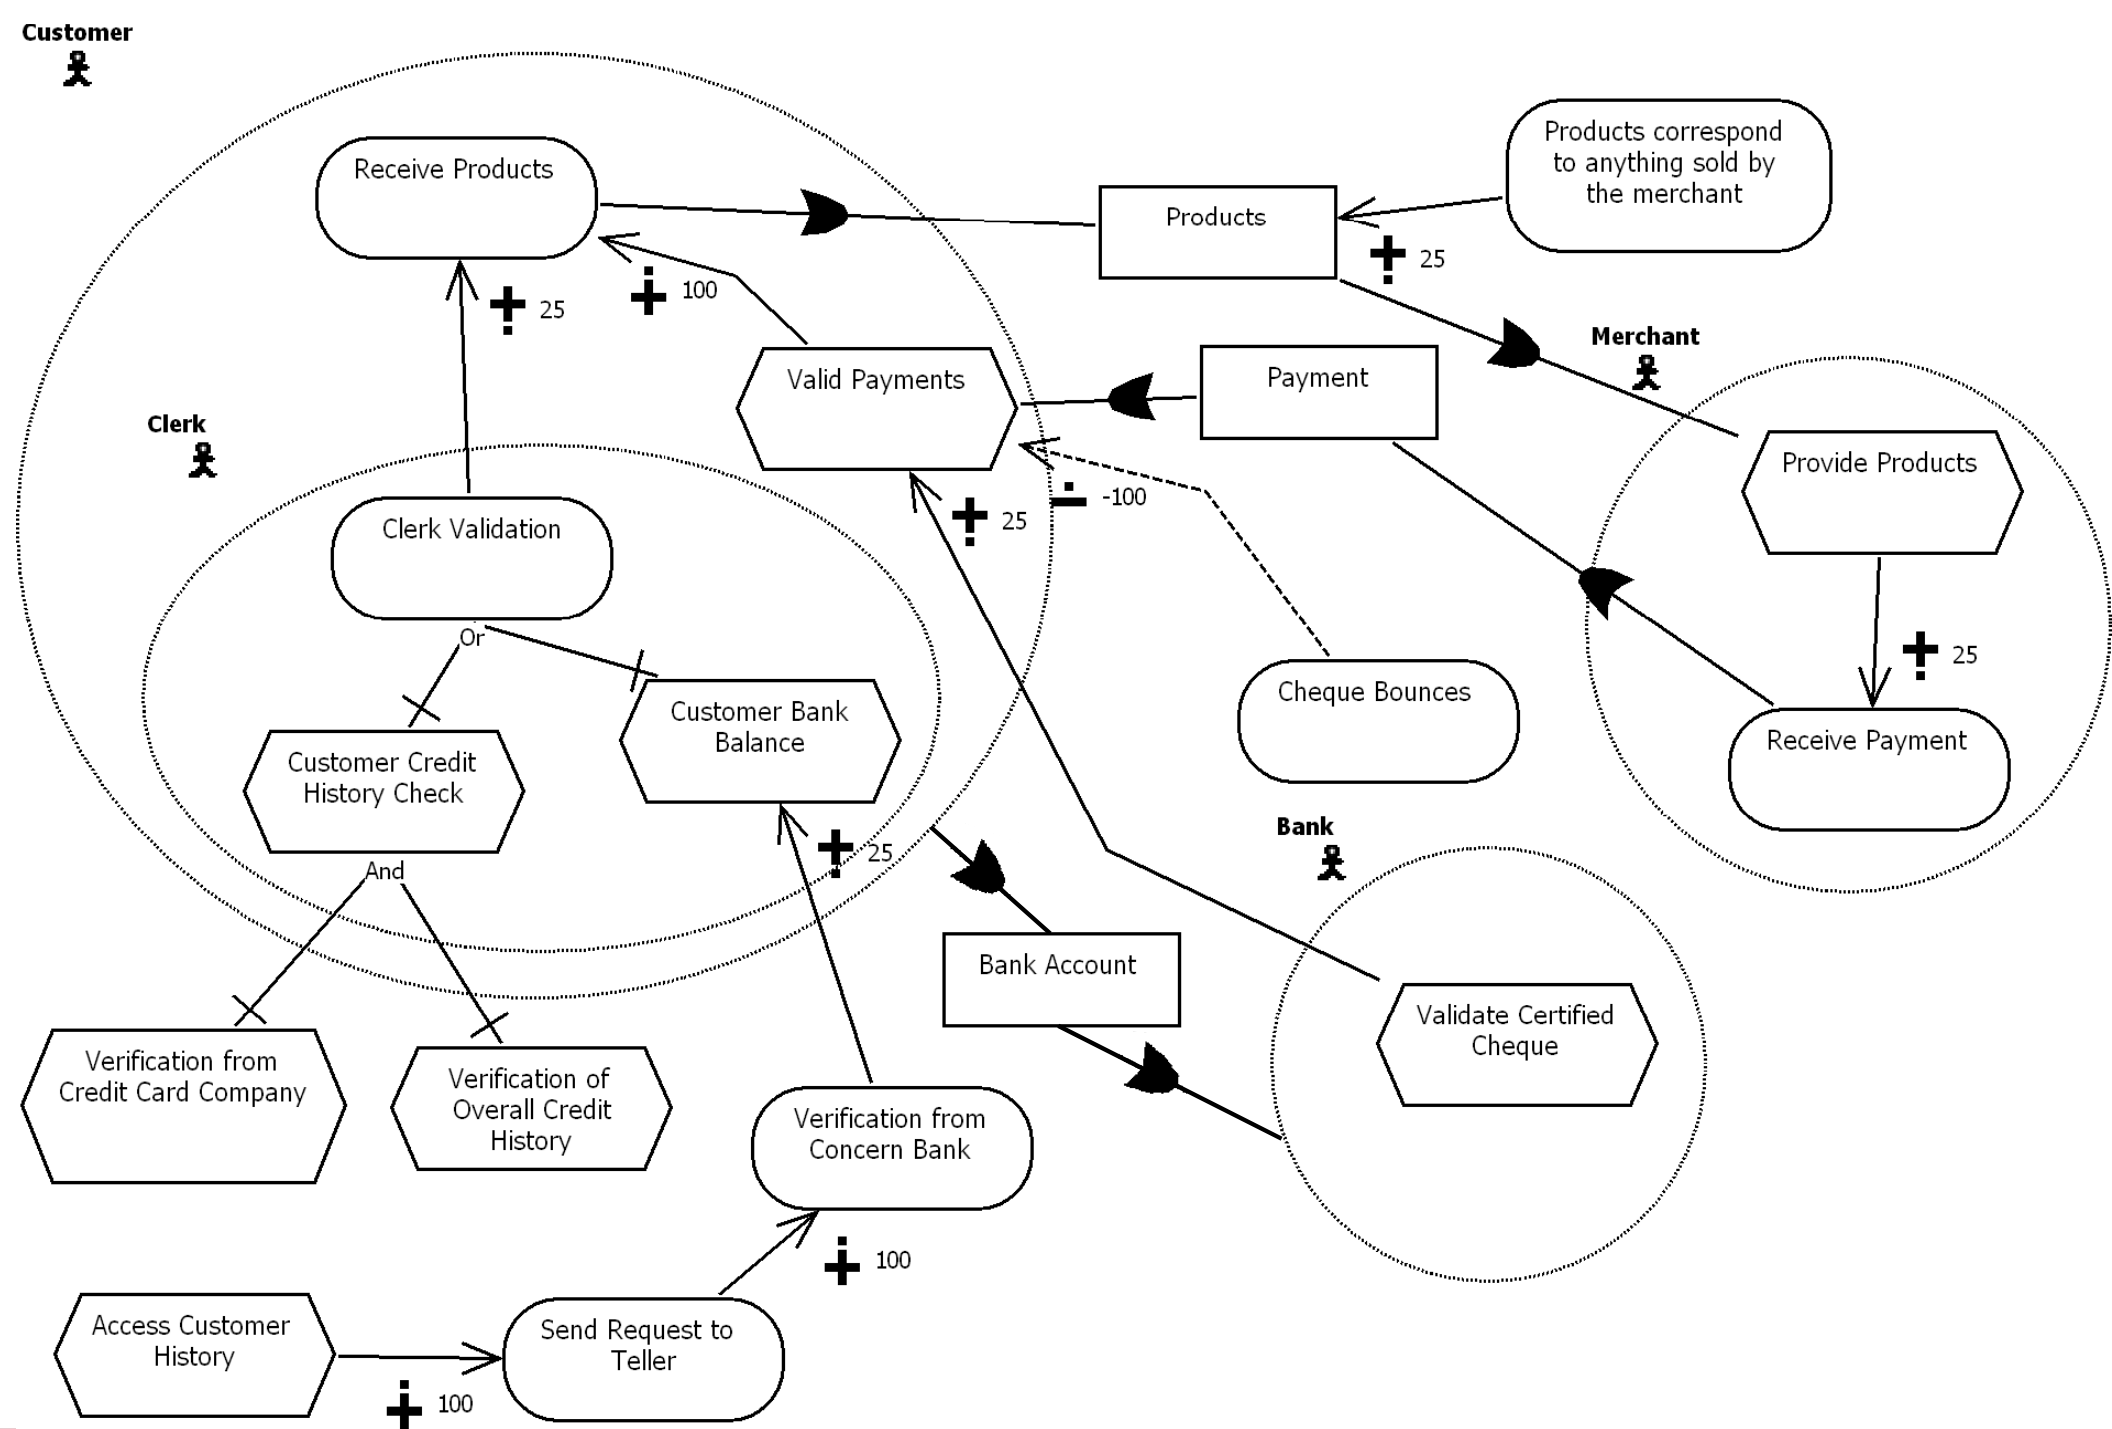 Customer
Receive Products
Products correspond
to anything sold by
the merchant
Products
25
25
100
Merchant
Valid Payments
Payment
Clerk
Provide Products
-100
25
Clerk Validation
Or
25
Cheque Bounces
Customer Bank
Balance
Receive Payment
Customer Credit
History Check
Bank
25
And
Bank Account
Validate Certified
Cheque
Verification from
Credit Card Company
Verification of
Overall Credit
History
Verification from
Concern Bank
100
Access Customer
History
Send Request to
Teller
100